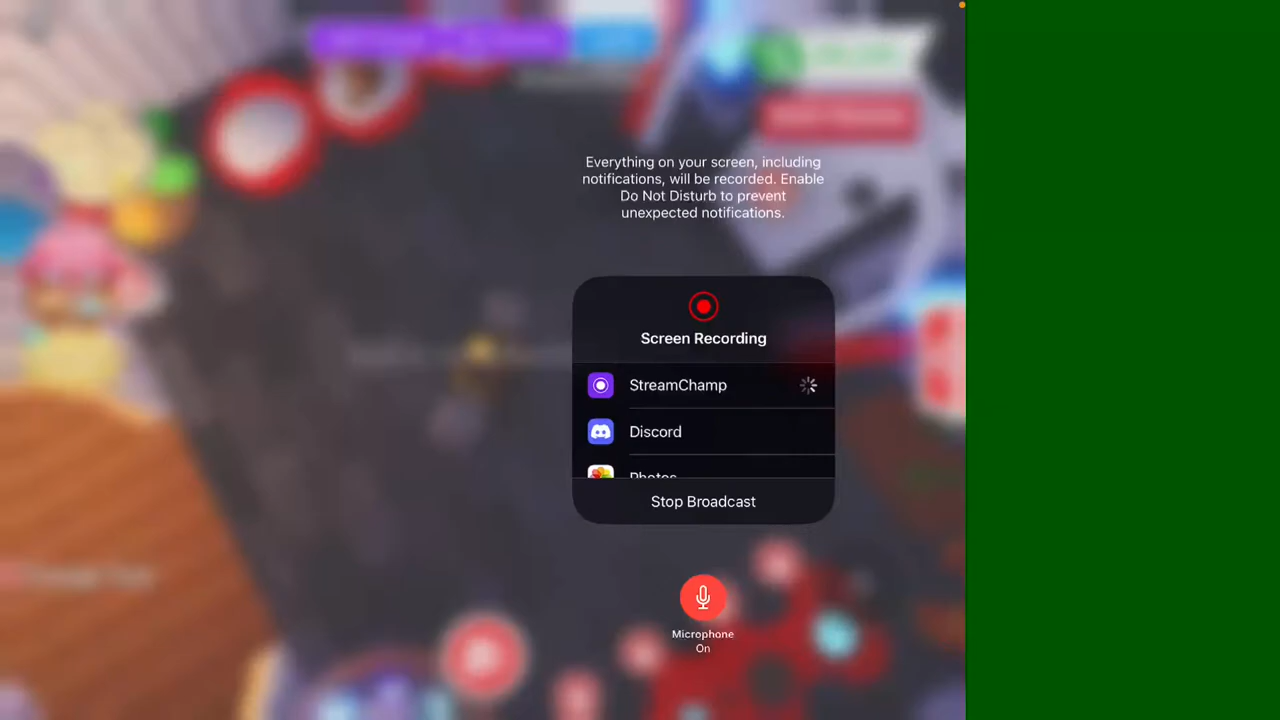 Everything on your screen, including
notifications, will be recorded. Enable
Do Not Disturb to prevent
unexpected notifications.
Screen Recording
StreamChamp
Discord
Photos
Stop Broadcast
Microphone
On